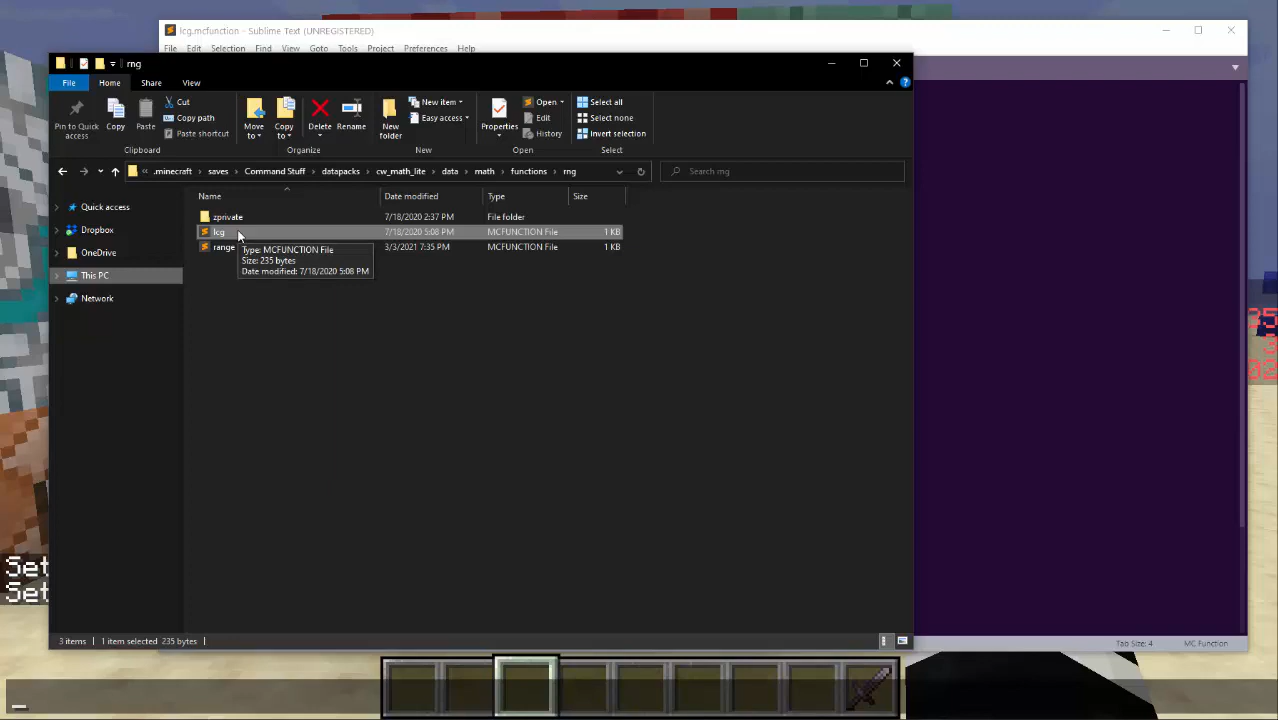 lcg.mcfunction - Sublime Text (UNREGISTERED)
File Edit Selection Find View Goto Tools Project Preferences Help
rng
File Home Share View
Pin to Quick access
Copy
Paste
Cut
Copy path
Paste shortcut
Clipboard
Move to
Copy to
Delete
Rename
Organize
New folder
New item
Easy access
New
Properties
Open
Edit
History
Open
Select all
Select none
Invert selection
Select
« .minecraft > saves > Command Stuff > datapacks > cw_math_lite > data > math > functions > rng
Search rng
Name Date modified Type Size
zprivate 7/18/2020 2:37 PM File folder
lcg 7/18/2020 5:08 PM MCFUNCTION File 1 KB
range 3/3/2021 7:35 PM MCFUNCTION File 1 KB
Type: MCFUNCTION File
Size: 235 bytes
Date modified: 7/18/2020 5:08 PM
Quick access
Dropbox
OneDrive
This PC
Network
35
3
Set
Set
3 items 1 item selected 235 bytes
Tab Size: 4 MC Function
_